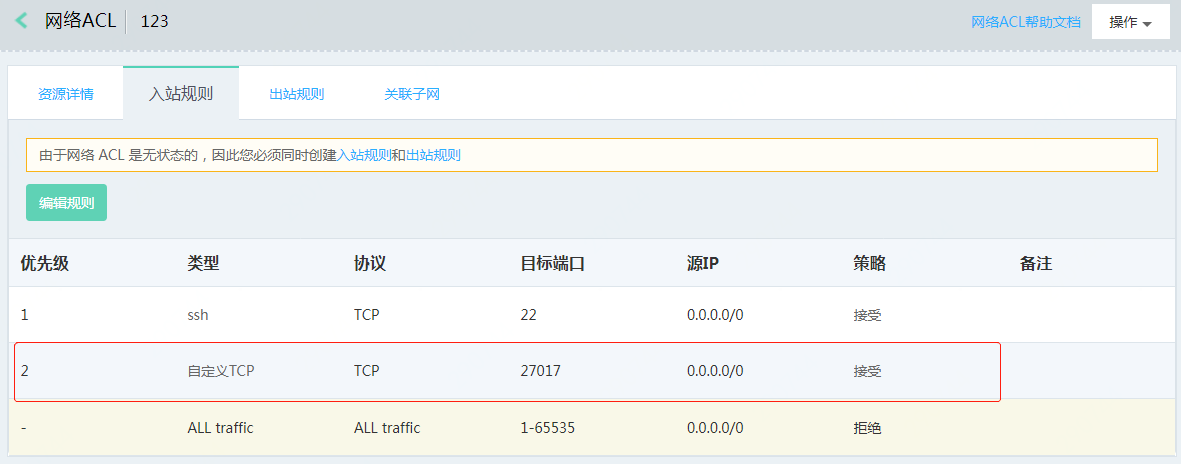 网络ACL 123 网络ACL帮助文档 操作
资源详情 入站规则 出站规则 关联子网
由于网络 ACL 是无状态的，因此您必须同时创建入站规则和出站规则
编辑规则
优先级 类型 协议 目标端口 源IP 策略 备注
1 ssh TCP 22 0.0.0.0/0 接受
2 自定义TCP TCP 27017 0.0.0.0/0 接受
- ALL traffic ALL traffic 1-65535 0.0.0.0/0 拒绝